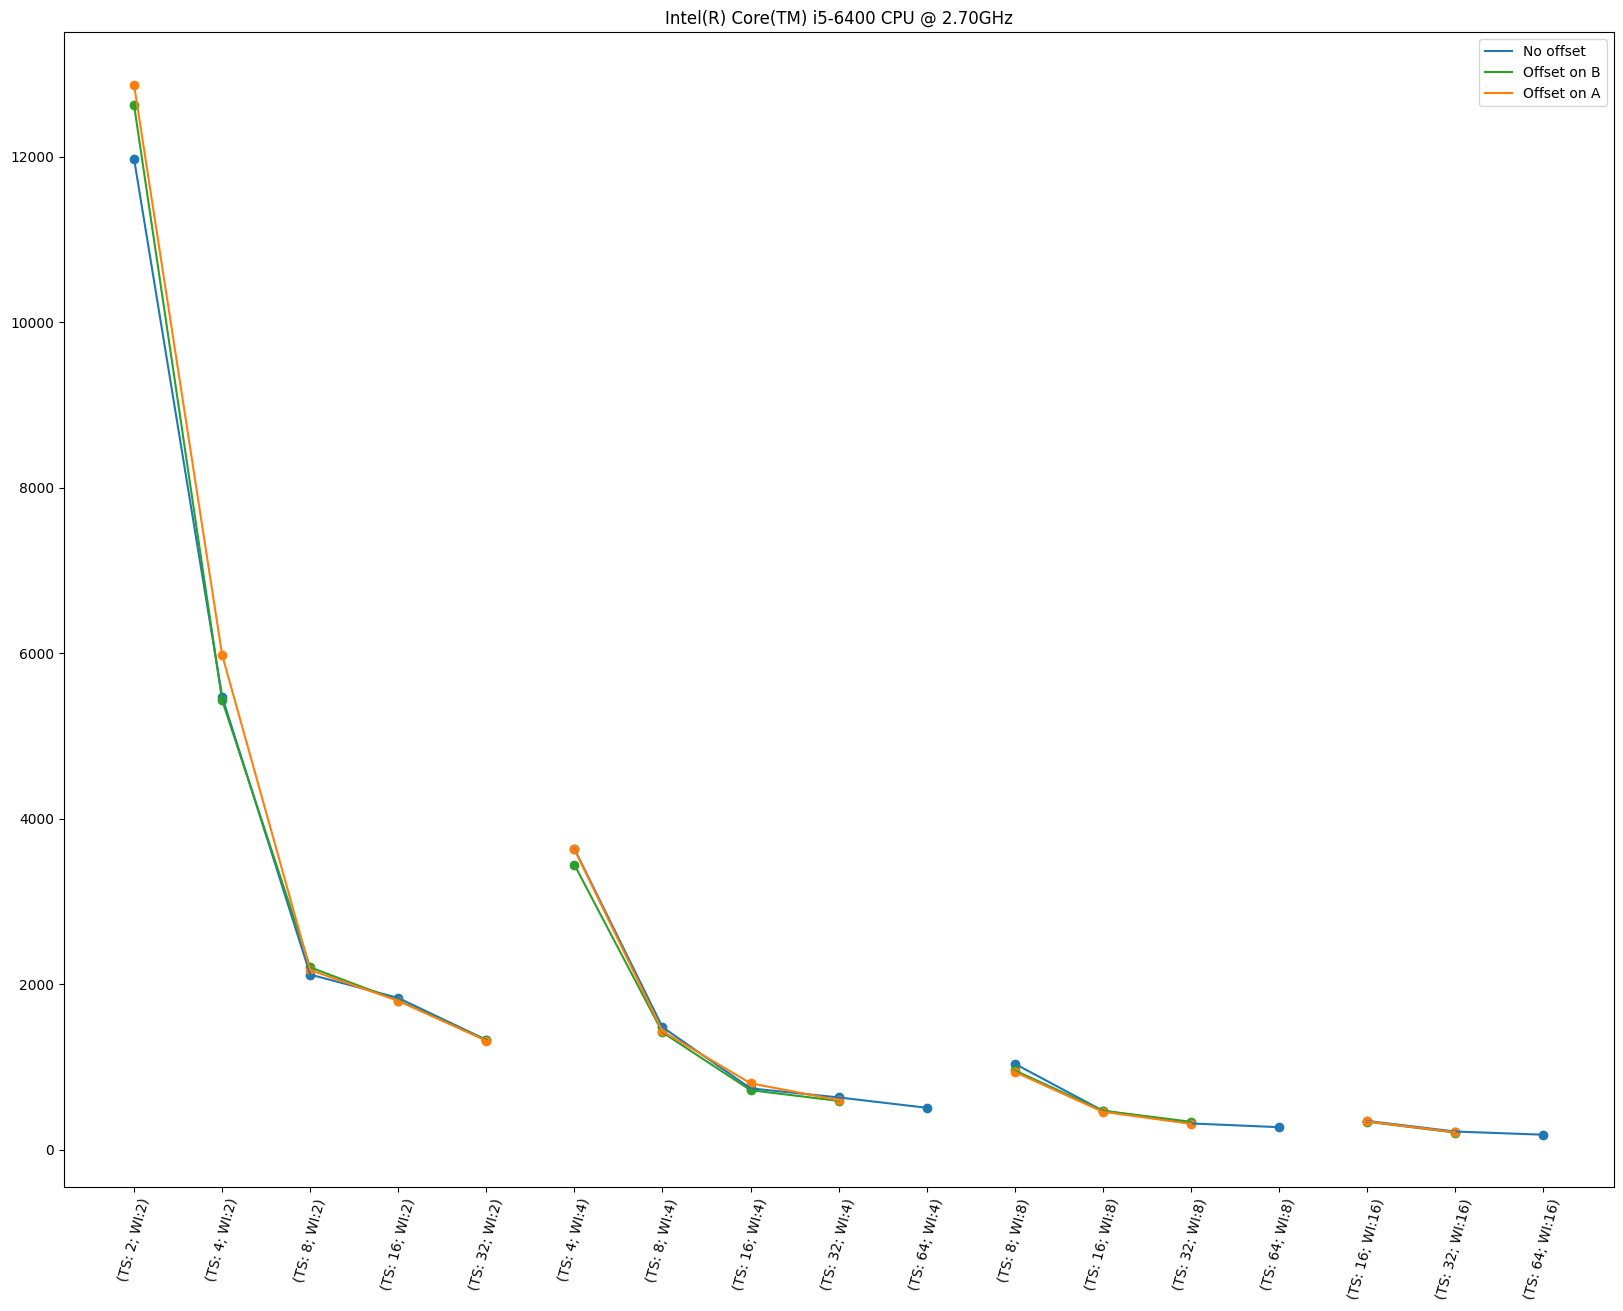 Intel(R) Core(TM) i5-6400 CPU @ 2.70GHz
No offset
Offset on B
Offset on A
12000
10000
8000
6000
4000
2000
0
(TS: 2; WI:2)
(TS: 4; WI:2)
(TS: 8; WI:2)
(TS: 16; WI:2)
(TS: 32; WI:2)
(TS: 4; WI:4)
(TS: 8; WI:4)
(TS: 16; WI:4)
(TS: 32; WI:4)
(TS: 64; WI:4)
(TS: 8; WI:8)
(TS: 16; WI:8)
(TS: 32; WI:8)
(TS: 64; WI:8)
(TS: 16; WI:16)
(TS: 32; WI:16)
(TS: 64; WI:16)